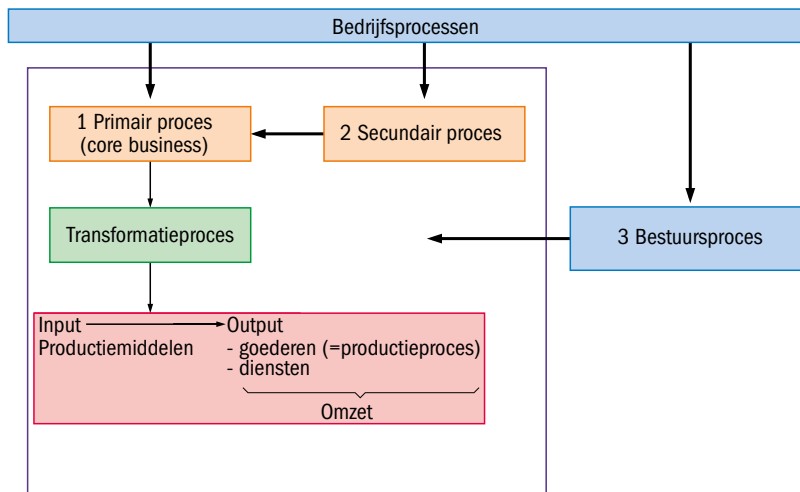 Bedrijfsprocessen
1 Primair proces
(core business)
2 Secundair proces
Transformatieproces
3 Bestuursproces
Input
Output
Productiemiddelen
- goederen (=productieproces)
- diensten
Omzet